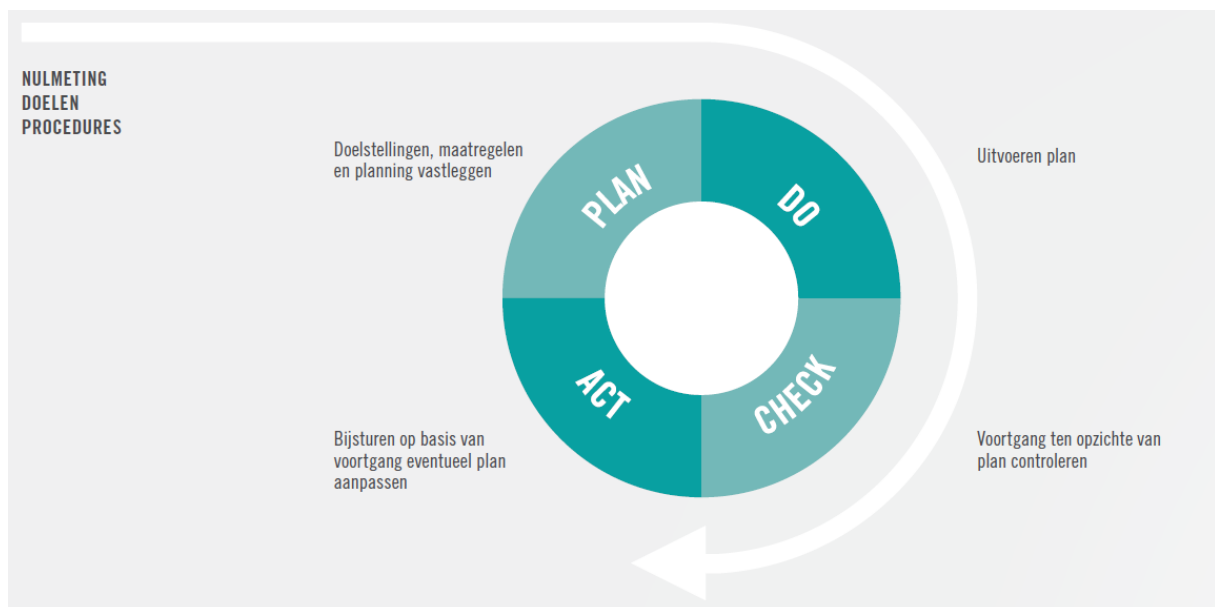 NULMETING
DOELEN
PROCEDURES
Doelstellingen, maatregelen
en planning vastleggen
PLAN
DO
Uitvoeren plan
ACT
CHECK
Bijsturen op basis van
voortgang eventueel plan
aanpassen
Voortgang ten opzichte van
plan controleren